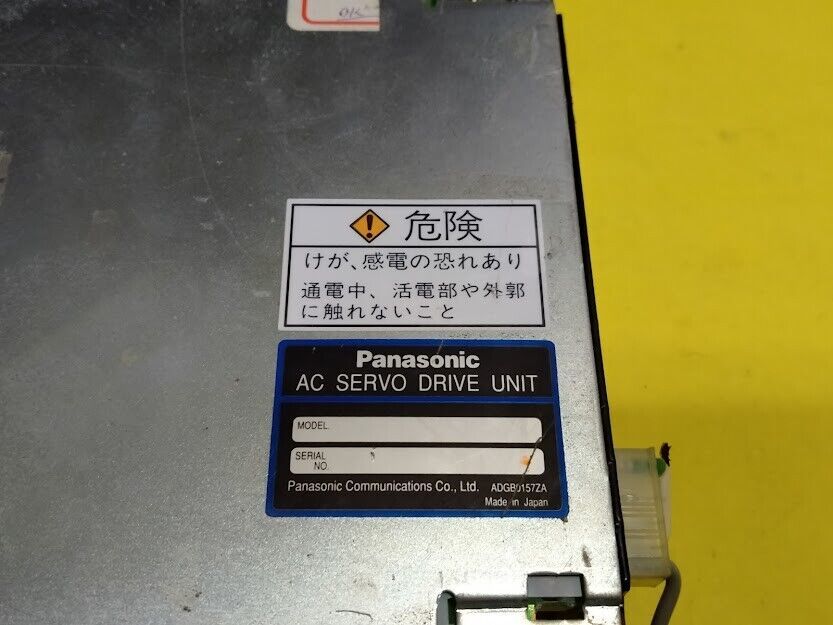 危険
けが、感電の恐れあり
通電中、活電部や外郭
に触れないこと
Panasonic
AC SERVO DRIVE UNIT
MODEL.
SERIAL
NO.
Panasonic Communications Co., Ltd. ADGB0157ZA
Made in Japan